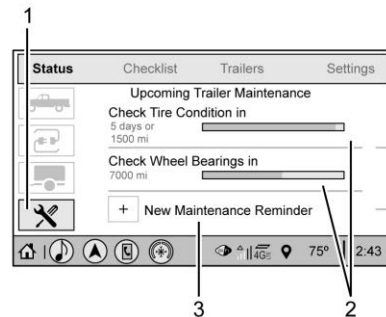 1
Status Checklist Trailers Settings
Upcoming Trailer Maintenance
Check Tire Condition in
5 days or
1500 mi
Check Wheel Bearings in
7000 mi
+ New Maintenance Reminder
4G 75° 2:43
3 2